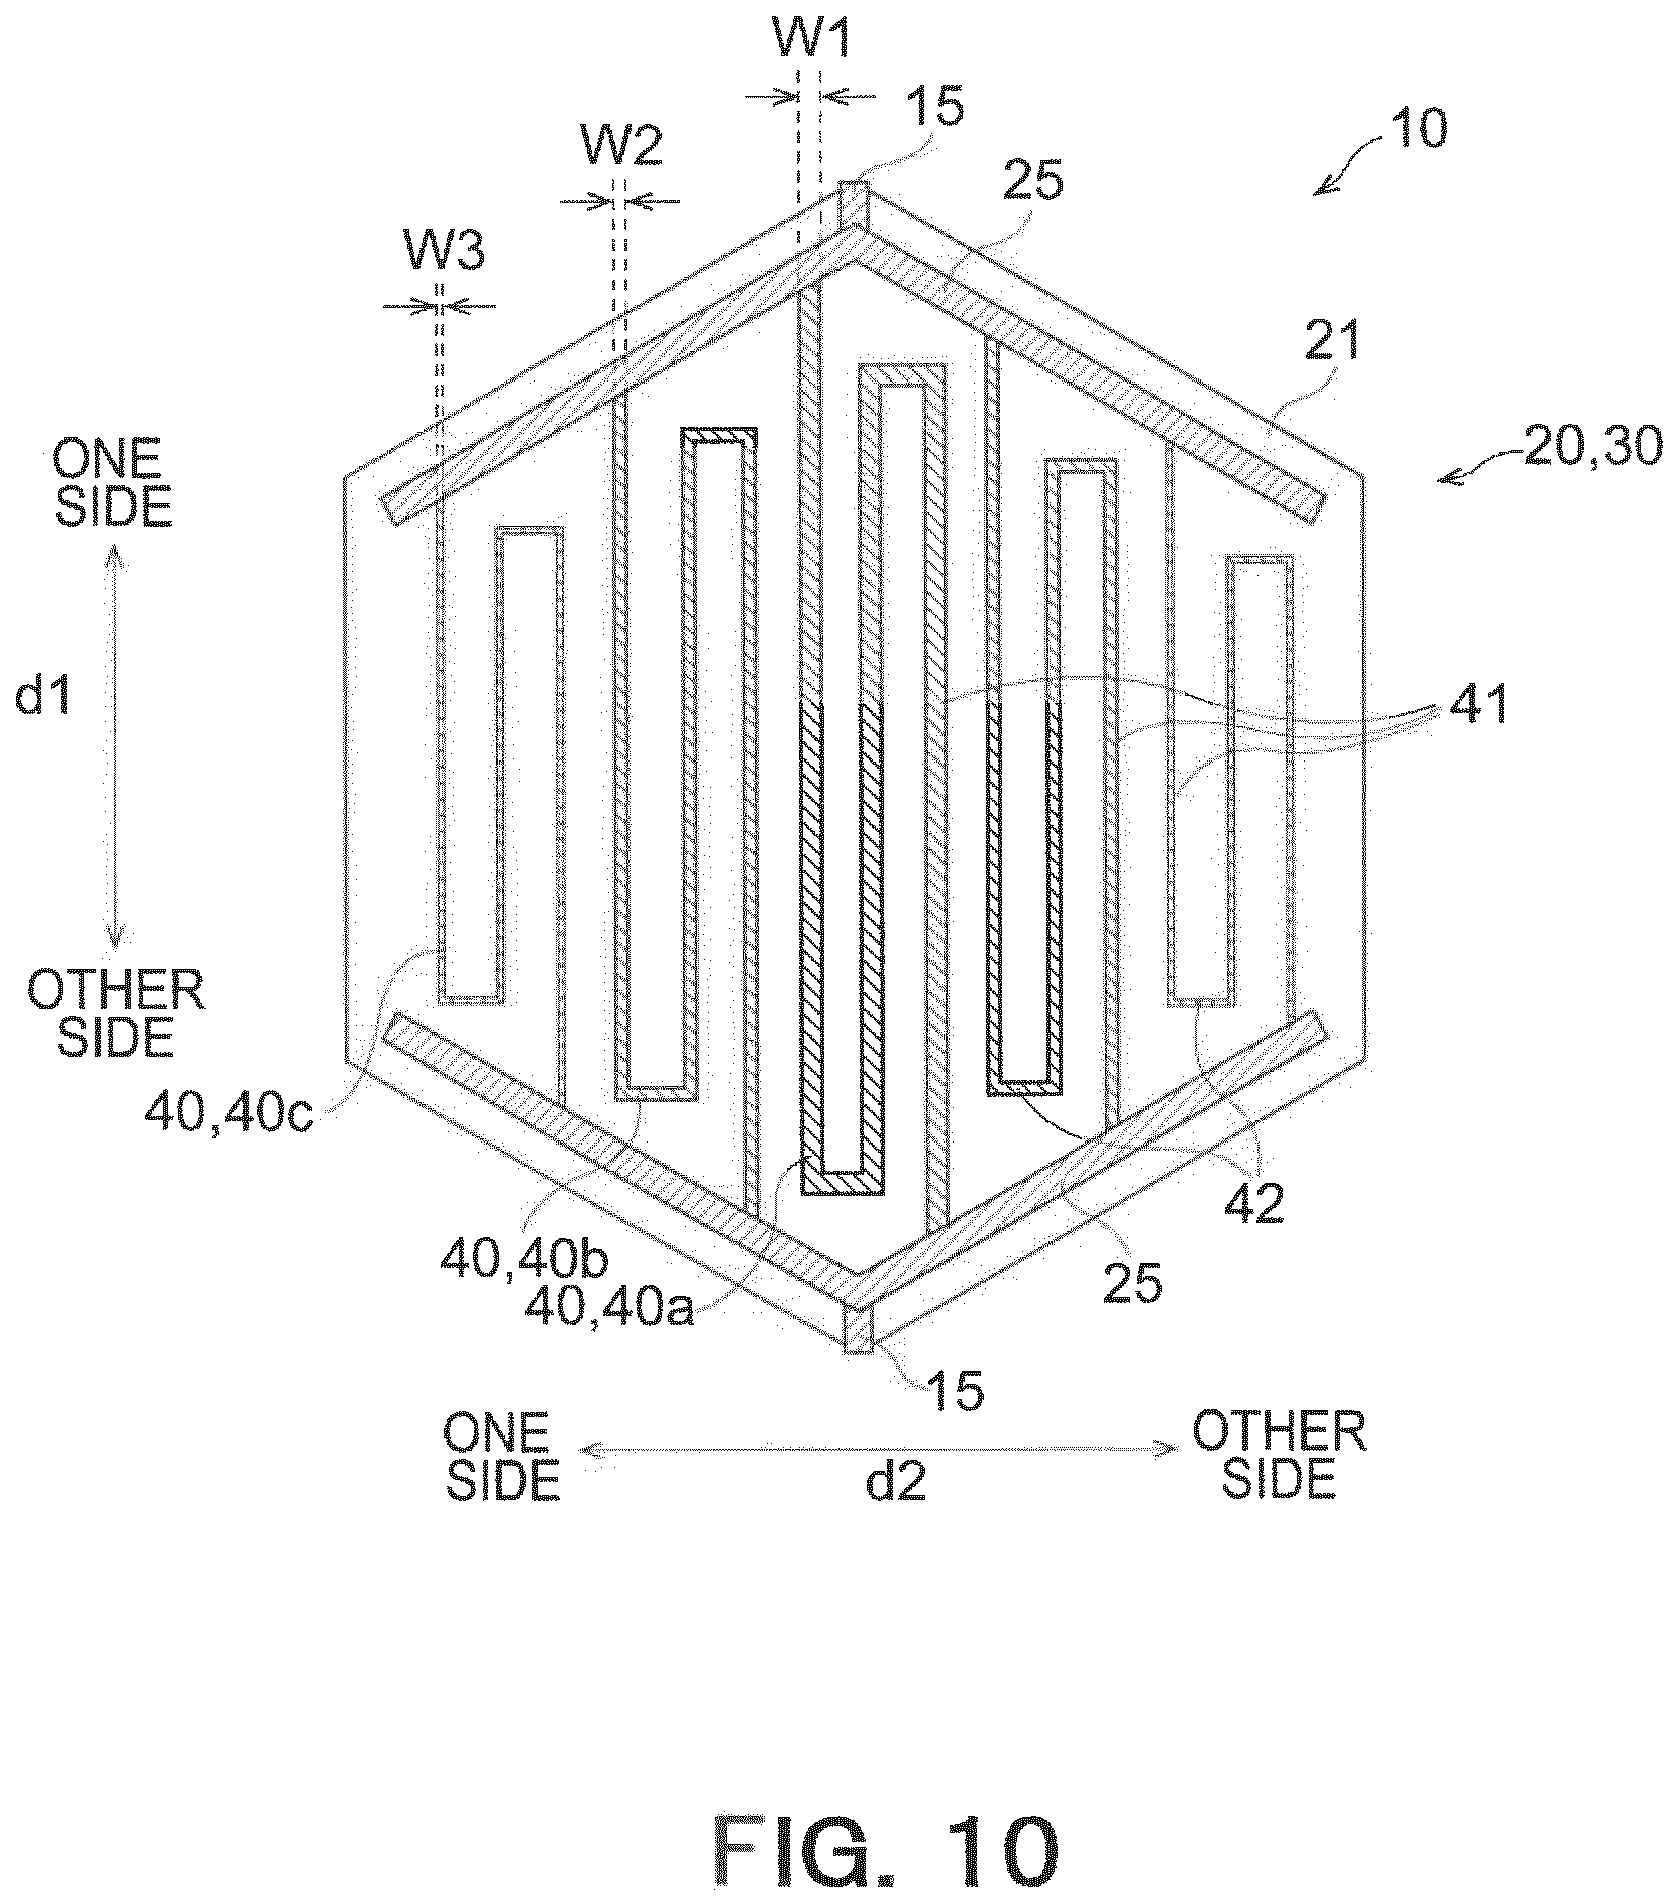 W1
15
10
W2
25
W3
21
ONE
SIDE
20,30
d1
41
OTHER
SIDE
40,40c
42
40,40b
25
40,40a
15
ONE
SIDE
d2
OTHER
SIDE
FIG. 10